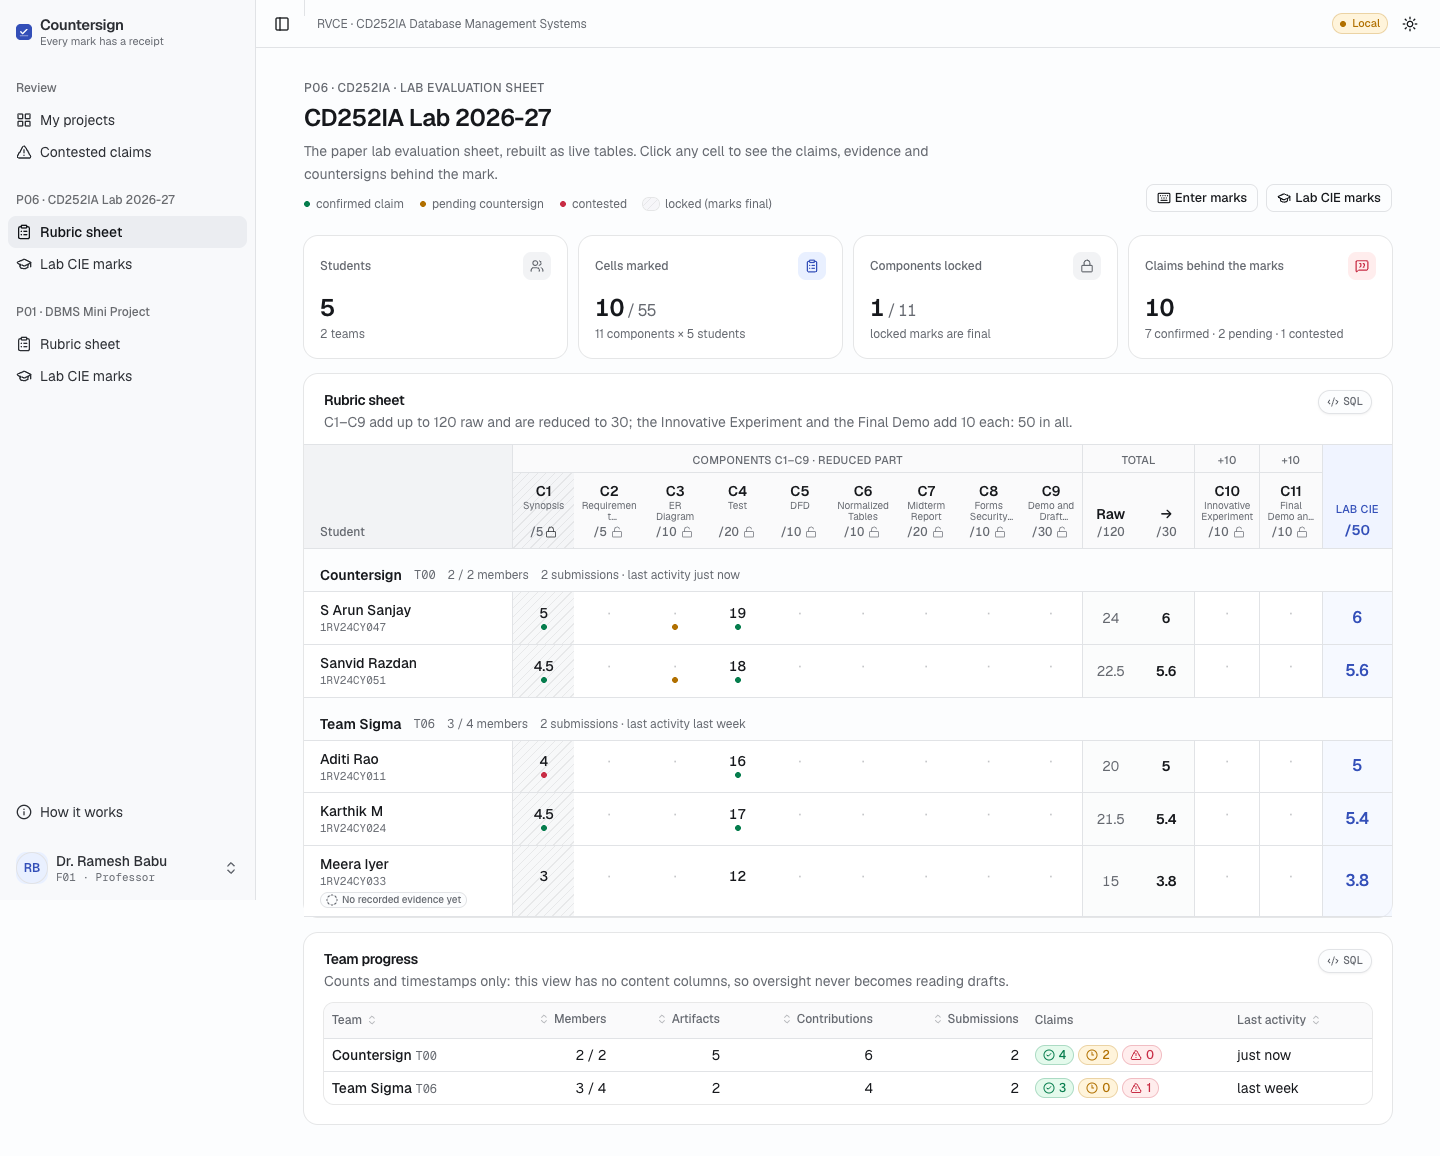 Countersign
Every mark has a receipt
Review
My projects
Contested claims
P06 · CD252IA Lab 2026-27
Rubric sheet
Lab CIE marks
P01 · DBMS Mini Project
Rubric sheet
Lab CIE marks
How it works
RB
Dr. Ramesh Babu
F01 · Professor
RVCE · CD252IA Database Management Systems
Local
P06 · CD252IA · LAB EVALUATION SHEET
CD252IA Lab 2026-27
The paper lab evaluation sheet, rebuilt as live tables. Click any cell to see the claims, evidence and
countersigns behind the mark.
confirmed claim pending countersign contested locked (marks final)
Enter marks Lab CIE marks
Students Cells marked Components locked Claims behind the marks
5 10 / 55 1 / 11 10
2 teams 11 components × 5 students locked marks are final 7 confirmed · 2 pending · 1 contested
Rubric sheet
SQL
C1–C9 add up to 120 raw and are reduced to 30; the Innovative Experiment and the Final Demo add 10 each: 50 in all.
COMPONENTS C1–C9 · REDUCED PART TOTAL +10 +10
C1 C2 C3 C4 C5 C6 C7 C8 C9 C10 C11
Synopsis Requiremen ER Test DFD Normalized Midterm Forms Demo and Innovative Final
t... Diagram Tables Report Security... Draft... Raw → Experiment Demo an... LAB CIE
Student /5 /5 /10 /20 /10 /10 /20 /10 /30 /120 /30 /10 /10 /50
Countersign T00 2 / 2 members 2 submissions · last activity just now
S Arun Sanjay 5 · · 19 · · · · · 24 6 · · 6
1RV24CY047
Sanvid Razdan 4.5 · · 18 · · · · · 22.5 5.6 · · 5.6
1RV24CY051
Team Sigma T06 3 / 4 members 2 submissions · last activity last week
Aditi Rao 4 · · 16 · · · · · 20 5 · · 5
1RV24CY011
Karthik M 4.5 · · 17 · · · · · 21.5 5.4 · · 5.4
1RV24CY024
Meera Iyer 3 · · 12 · · · · · 15 3.8 · · 3.8
1RV24CY033
No recorded evidence yet
Team progress
SQL
Counts and timestamps only: this view has no content columns, so oversight never becomes reading drafts.
Team Members Artifacts Contributions Submissions Claims Last activity
Countersign T00 2 / 2 5 6 2 4 2 0 just now
Team Sigma T06 3 / 4 2 4 2 3 0 1 last week